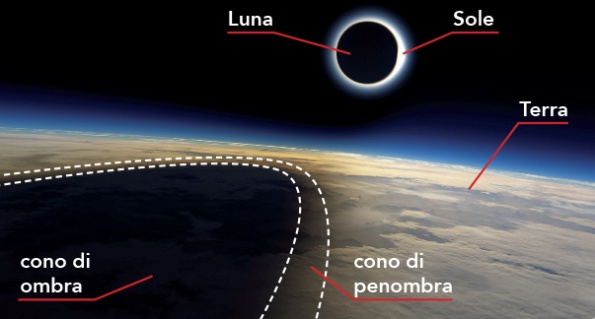 Luna
Sole
Terra
cono di
ombra
cono di
penombra